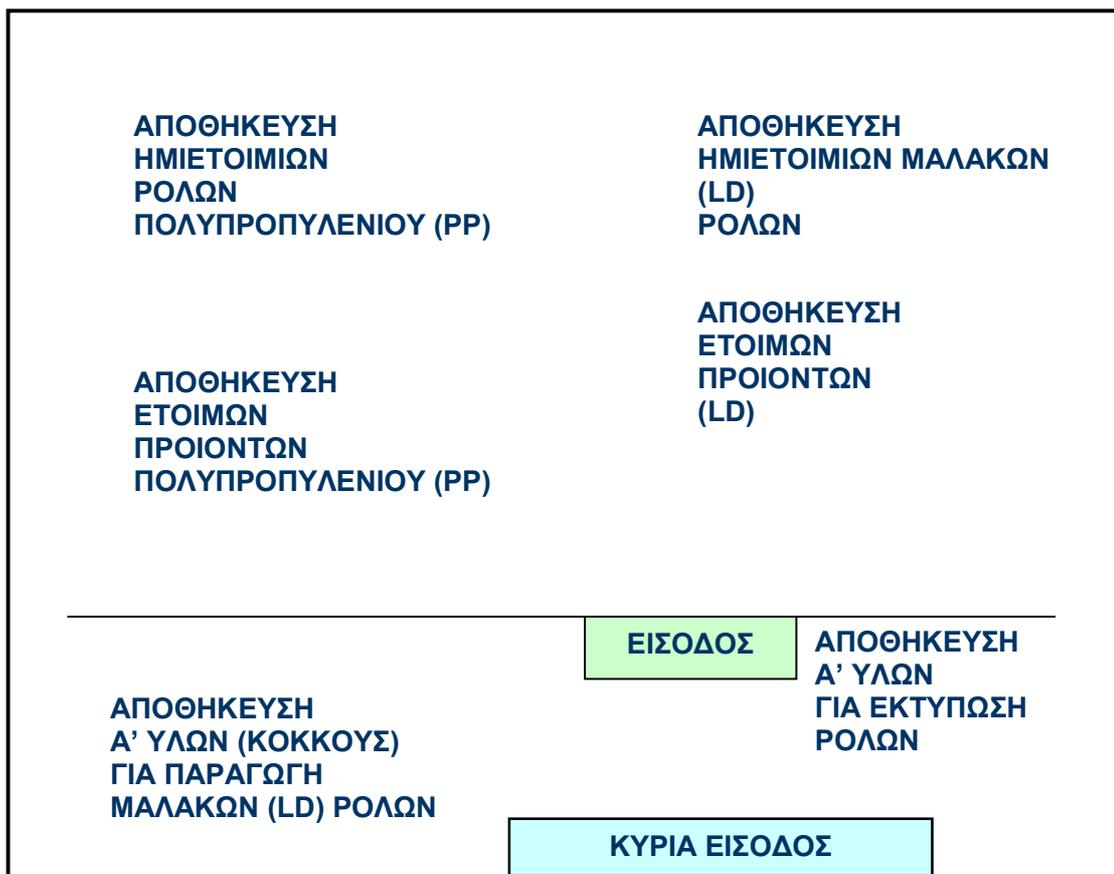 ΑΠΟΘΗΚΕΥΣΗ
ΗΜΙΕΤΟΙΜΙΩΝ
ΡΟΛΩΝ
ΠΟΛΥΠΡΟΠΥΛΕΝΙΟΥ (PP)
ΑΠΟΘΗΚΕΥΣΗ
ΗΜΙΕΤΟΙΜΙΩΝ ΜΑΛΑΚΩΝ
(LD)
ΡΟΛΩΝ
ΑΠΟΘΗΚΕΥΣΗ
ΕΤΟΙΜΩΝ
ΠΡΟΙΟΝΤΩΝ
(LD)
ΑΠΟΘΗΚΕΥΣΗ
ΕΤΟΙΜΩΝ
ΠΡΟΙΟΝΤΩΝ
ΠΟΛΥΠΡΟΠΥΛΕΝΙΟΥ (PP)
ΕΙΣΟΔΟΣ
ΑΠΟΘΗΚΕΥΣΗ
Α’ ΥΛΩΝ
ΓΙΑ ΕΚΤΥΠΩΣΗ
ΡΟΛΩΝ
ΑΠΟΘΗΚΕΥΣΗ
Α’ ΥΛΩΝ (ΚΟΚΚΟΥΣ)
ΓΙΑ ΠΑΡΑΓΩΓΗ
ΜΑΛΑΚΩΝ (LD) ΡΟΛΩΝ
ΚΥΡΙΑ ΕΙΣΟΔΟΣ